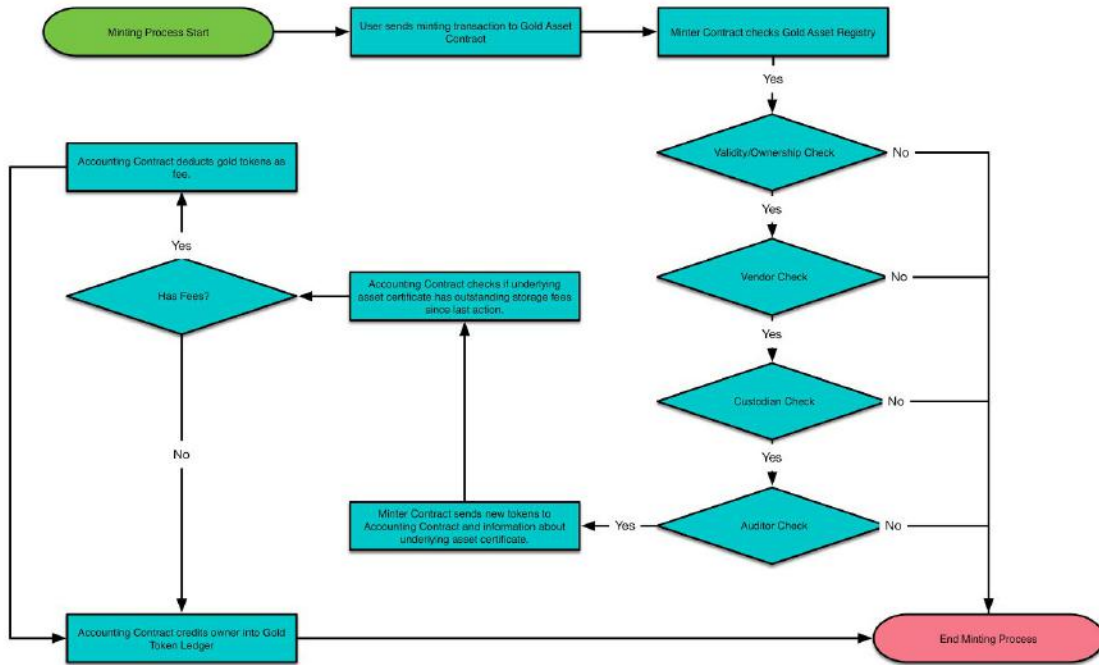 Minting Process Start
User sends minting transaction to Gold Asset
Contract
Minter Contract checks Gold Asset Registry
Yes
Validity/Ownership Check
No
Accounting Contract deducts gold tokens as
fee.
Yes
Yes
Has Fees?
Accounting Contract checks if underlying
asset certificate has outstanding storage fees
since last action.
Vendor Check
No
Yes
Custodian Check
No
No
Yes
Minter Contract sends new tokens to
Accounting Contract and information about
underlying asset certificate.
Yes
Auditor Check
No
Accounting Contract credits owner into Gold
Token Ledger
End Minting Process